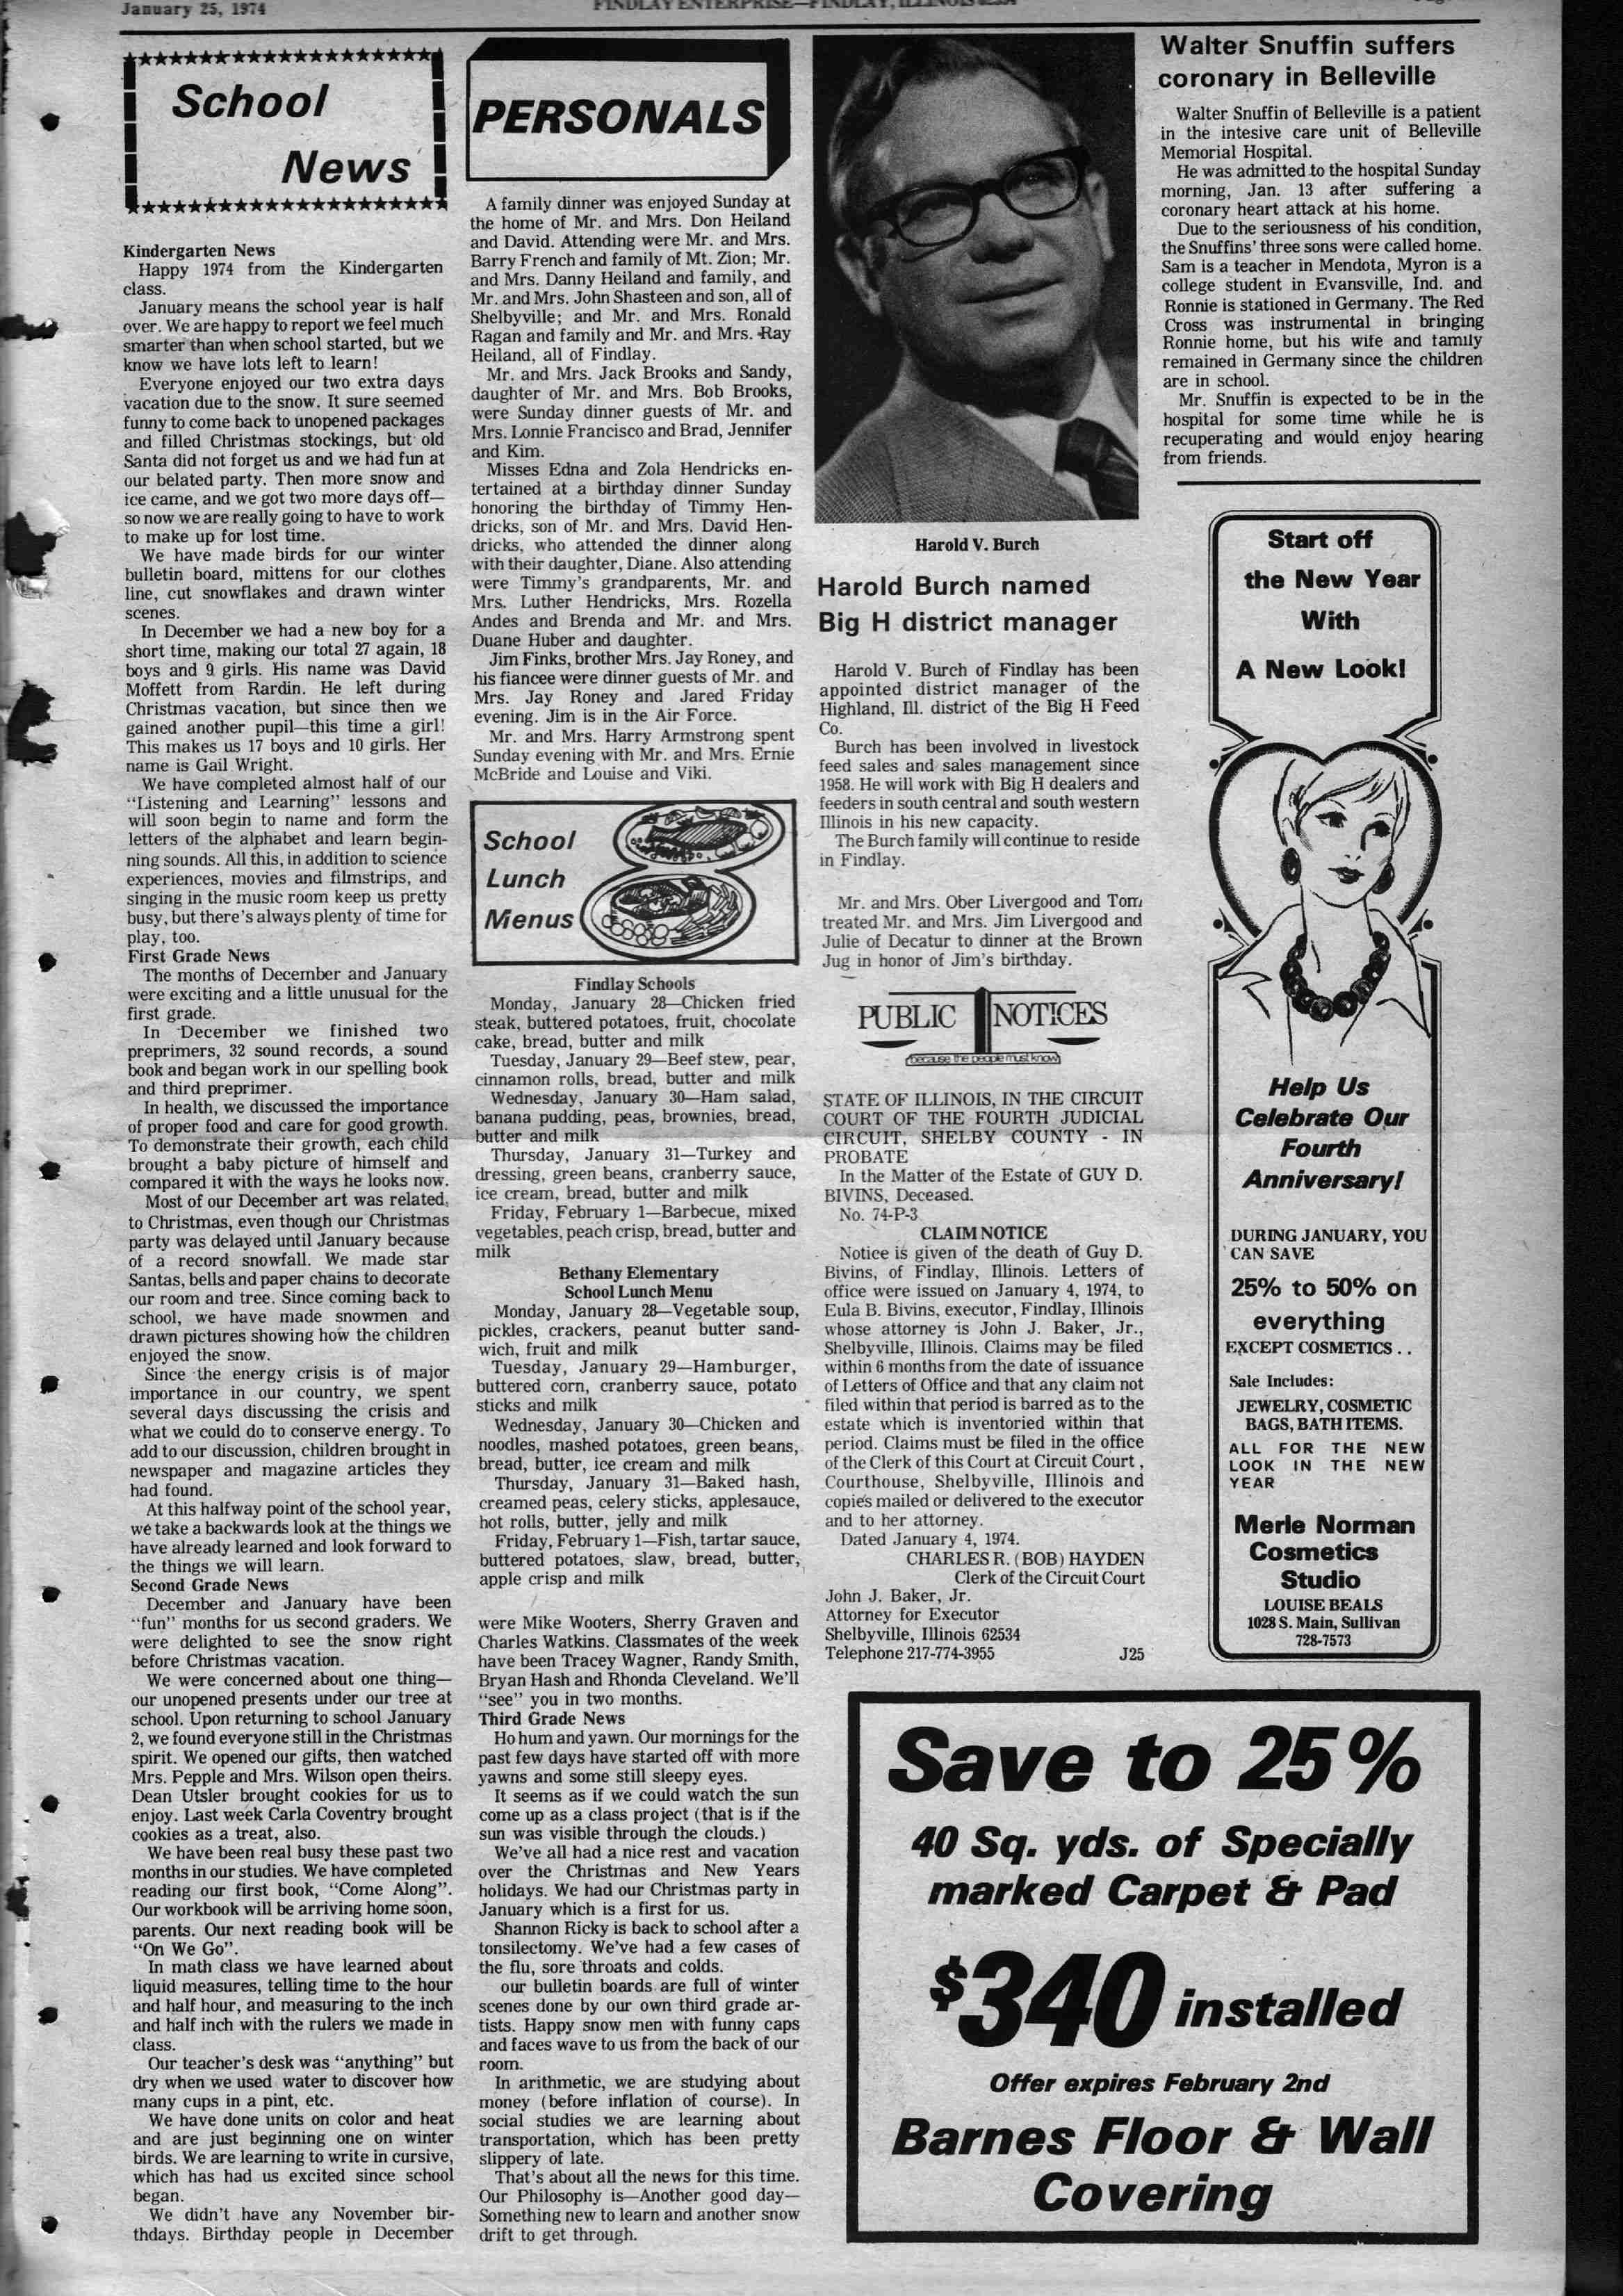 January 25, 1974
FINDLAY ENTERPRISE—FINDLAY, ILLINOIS
School
News
Kindergarten News
Happy 1974 from the Kindergarten
class.
January means the school year is half
over. We are happy to report we feel much
smarter than when school started, but we
know we have lots left to learn!
Everyone enjoyed our two extra days
vacation due to the snow. It sure seemed
funny to come back to unopened packages
and filled Christmas stockings, but old
Santa did not forget us and we had fun at
our belated party. Then more snow and
ice came, and we got two more days off—
so now we are really going to have to work
to make up for lost time.
We have made birds for our winter
bulletin board, mittens for our clothes
line, cut snowflakes and drawn winter
scenes.
In December we had a new boy for a
short time, making our total 27 again, 18
boys and 9 girls. His name was David
Moffett from Rardin. He left during
Christmas vacation, but since then we
gained another pupil—this time a girl!
This makes us 17 boys and 10 girls. Her
name is Gail Wright.
We have completed almost half of our
"Listening and Learning" lessons and
will soon begin to name and form the
letters of the alphabet and learn begin-
ning sounds. All this, in addition to science
experiences, movies and filmstrips, and
singing in the music room keep us pretty
busy, but there's always plenty of time for
play, too.
First Grade News
The months of December and January
were exciting and a little unusual for the
first grade.
In December we finished two
preprimers, 32 sound records, a sound
book and began work in our spelling book
and third preprimer.
In health, we discussed the importance
of proper food and care for good growth.
To demonstrate their growth, each child
brought a baby picture of himself and
compared it with the ways he looks now.
Most of our December art was related
to Christmas, even though our Christmas
party was delayed until January because
of a record snowfall. We made star
Santas, bells and paper chains to decorate
our room and tree. Since coming back to
school, we have made snowmen and
drawn pictures showing how the children
enjoyed the snow.
Since the energy crisis is of major
importance in our country, we spent
several days discussing the crisis and
what we could do to conserve energy. To
add to our discussion, children brought in
newspaper and magazine articles they
had found.
At this halfway point of the school year,
we take a backwards look at the things we
have already learned and look forward to
the things we will learn.
Second Grade News
December and January have been
"fun" months for us second graders. We
were delighted to see the snow right
before Christmas vacation.
We were concerned about one thing—
our unopened presents under our tree at
school. Upon returning to school January
2, we found everyone still in the Christmas
spirit. We opened our gifts, then watched
Mrs. Pepple and Mrs. Wilson open theirs.
Dean Utsler brought cookies for us to
enjoy. Last week Carla Coventry brought
cookies as a treat, also.
We have been real busy these past two
months in our studies. We have completed
reading our first book, "Come Along".
Our workbook will be arriving home soon,
parents. Our next reading book will be
"On We Go".
In math class we have learned about
liquid measures, telling time to the hour
and half hour, and measuring to the inch
and half inch with the rulers we made in
class.
Our teacher's desk was "anything" but
dry when we used water to discover how
many cups in a pint, etc.
We have done units on color and heat
and are just beginning one on winter
birds. We are learning to write in cursive,
which has had us excited since school
began.
We didn't have any November bir-
thdays. Birthday people in December
PERSONALS
A family dinner was enjoyed Sunday at
the home of Mr. and Mrs. Don Heiland
and David. Attending were Mr. and Mrs.
Barry French and family of Mt. Zion; Mr.
and Mrs. Danny Heiland and family, and
Mr. and Mrs. John Shasteen and son, all of
Shelbyville; and Mr. and Mrs. Ronald
Ragan and family and Mr. and Mrs. Ray
Heiland, all of Findlay.
Mr. and Mrs. Jack Brooks and Sandy,
daughter of Mr. and Mrs. Bob Brooks,
were Sunday dinner guests of Mr. and
Mrs. Lonnie Francisco and Brad, Jennifer
and Kim.
Misses Edna and Zola Hendricks en-
tertained at a birthday dinner Sunday
honoring the birthday of Timmy Hen-
dricks, son of Mr. and Mrs. David Hen-
dricks, who attended the dinner along
with their daughter, Diane. Also attending
were Timmy's grandparents, Mr. and
Mrs. Luther Hendricks, Mrs. Rozella
Andes and Brenda and Mr. and Mrs.
Duane Huber and daughter.
Jim Finks, brother Mrs. Jay Roney, and
his fiancee were dinner guests of Mr. and
Mrs. Jay Roney and Jared Friday
evening. Jim is in the Air Force.
Mr. and Mrs. Harry Armstrong spent
Sunday evening with Mr. and Mrs. Ernie
McBride and Louise and Viki.
School
Lunch
Menus
Findlay Schools
Monday, January 28—Chicken fried
steak, buttered potatoes, fruit, chocolate
cake, bread, butter and milk
Tuesday, January 29—Beef stew, pear,
cinnamon rolls, bread, butter and milk
Wednesday, January 30—Ham salad,
banana pudding, peas, brownies, bread,
butter and milk
Thursday, January 31—Turkey and
dressing, green beans, cranberry sauce,
ice cream, bread, butter and milk
Friday, February 1—Barbecue, mixed
vegetables, peach crisp, bread, butter and
milk
Bethany Elementary
School Lunch Menu
Monday, January 28—Vegetable soup,
pickles, crackers, peanut butter sand-
wich, fruit and milk
Tuesday, January 29—Hamburger,
buttered corn, cranberry sauce, potato
sticks and milk
Wednesday, January 30—Chicken and
noodles, mashed potatoes, green beans,
bread, butter, ice cream and milk
Thursday, January 31—Baked hash,
creamed peas, celery sticks, applesauce,
hot rolls, butter, jelly and milk
Friday, February 1—Fish, tartar sauce,
buttered potatoes, slaw, bread, butter,
apple crisp and milk
were Mike Wooters, Sherry Graven and
Charles Watkins. Classmates of the week
have been Tracey Wagner, Randy Smith,
Bryan Hash and Rhonda Cleveland. We'll
"see" you in two months.
Third Grade News
Ho hum and yawn. Our mornings for the
past few days have started off with more
yawns and some still sleepy eyes.
It seems as if we could watch the sun
come up as a class project (that is if the
sun was visible through the clouds.)
We've all had a nice rest and vacation
over the Christmas and New Years
holidays. We had our Christmas party in
January which is a first for us.
Shannon Ricky is back to school after a
tonsilectomy. We've had a few cases of
the flu, sore throats and colds.
our bulletin boards are full of winter
scenes done by our own third grade ar-
tists. Happy snow men with funny caps
and faces wave to us from the back of our
room.
In arithmetic, we are studying about
money (before inflation of course). In
social studies we are learning about
transportation, which has been pretty
slippery of late.
That's about all the news for this time.
Our Philosophy is—Another good day—
Something new to learn and another snow
drift to get through.
Harold V. Burch
Harold Burch named
Big H district manager
Harold V. Burch of Findlay has been
appointed district manager of the
Highland, Ill. district of the Big H Feed
Co.
Burch has been involved in livestock
feed sales and sales management since
1958. He will work with Big H dealers and
feeders in south central and south western
Illinois in his new capacity.
The Burch family will continue to reside
in Findlay.
Mr. and Mrs. Ober Livergood and Tom
treated Mr. and Mrs. Jim Livergood and
Julie of Decatur to dinner at the Brown
Jug in honor of Jim's birthday.
PUBLIC NOTICES
because the people must know
STATE OF ILLINOIS, IN THE CIRCUIT
COURT OF THE FOURTH JUDICIAL
CIRCUIT, SHELBY COUNTY - IN
PROBATE
In the Matter of the Estate of GUY D.
BIVINS, Deceased.
No. 74-P-3
CLAIM NOTICE
Notice is given of the death of Guy D.
Bivins, of Findlay, Illinois. Letters of
office were issued on January 4, 1974, to
Eula B. Bivins, executor, Findlay, Illinois
whose attorney is John J. Baker, Jr.,
Shelbyville, Illinois. Claims may be filed
within 6 months from the date of issuance
of Letters of Office and that any claim not
filed within that period is barred as to the
estate which is inventoried within that
period. Claims must be filed in the office
of the Clerk of this Court at Circuit Court,
Courthouse, Shelbyville, Illinois and
copies mailed or delivered to the executor
and to her attorney.
Dated January 4, 1974.
CHARLES R. (BOB) HAYDEN
Clerk of the Circuit Court
John J. Baker, Jr.
Attorney for Executor
Shelbyville, Illinois 62534
Telephone 217-774-3955 J25
Walter Snuffin suffers
coronary in Belleville
Walter Snuffin of Belleville is a patient
in the intesive care unit of Belleville
Memorial Hospital.
He was admitted to the hospital Sunday
morning, Jan. 13 after suffering a
coronary heart attack at his home.
Due to the seriousness of his condition,
the Snuffins' three sons were called home.
Sam is a teacher in Mendota, Myron is a
college student in Evansville, Ind. and
Ronnie is stationed in Germany. The Red
Cross was instrumental in bringing
Ronnie home, but his wife and family
remained in Germany since the children
are in school.
Mr. Snuffin is expected to be in the
hospital for some time while he is
recuperating and would enjoy hearing
from friends.
Start off
the New Year
With
A New Look!
Help Us
Celebrate Our
Fourth
Anniversary!
DURING JANUARY, YOU
CAN SAVE
25% to 50% on
everything
EXCEPT COSMETICS . .
Sale Includes:
JEWELRY, COSMETIC
BAGS, BATH ITEMS.
ALL FOR THE NEW
LOOK IN THE NEW
YEAR
Merle Norman
Cosmetics
Studio
LOUISE BEALS
1028 S. Main, Sullivan
728-7573
Save to 25%
40 Sq. yds. of Specially
marked Carpet & Pad
$340 installed
Offer expires February 2nd
Barnes Floor & Wall
Covering